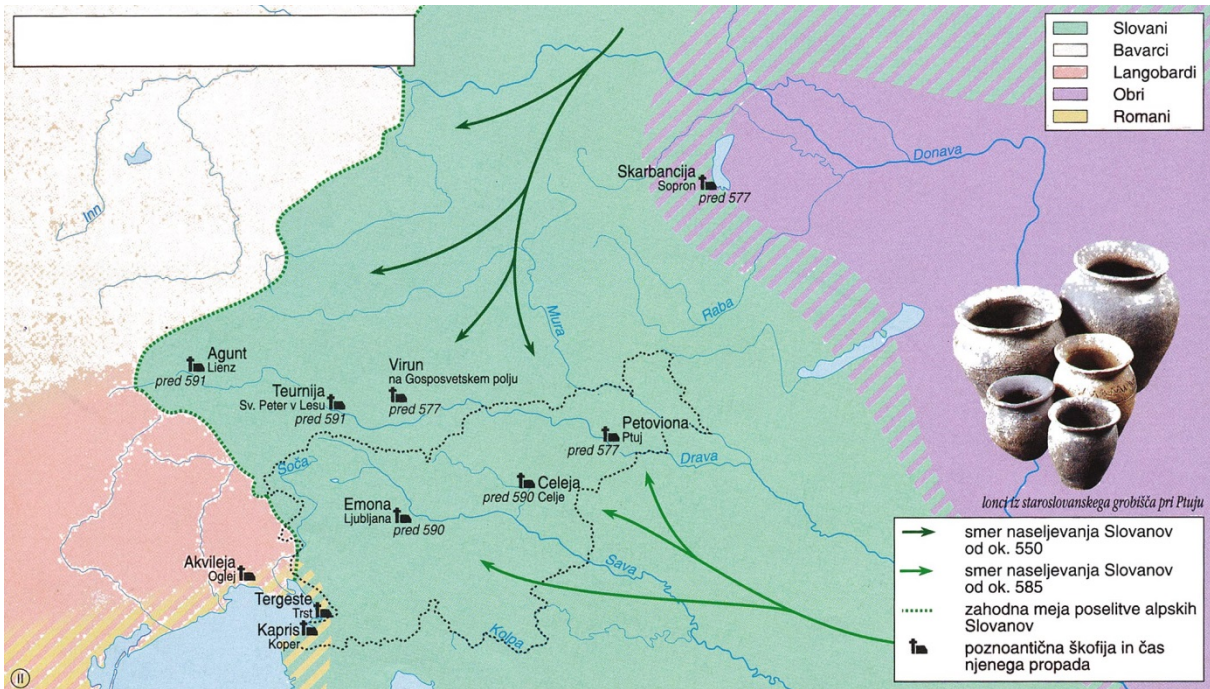 Slovani
Bavarci
Langobardi
Obri
Romani
Donava
Skarbancija
Sopron
pred 577
Inn
Raba
Mura
Agunt
Lienz
pred 591
Virun
na Gosposvetskem polju
pred 577
Teurnija
Sv. Peter v Lesu
pred 591
Petoviona
Ptuj
pred 577
Drava
Soča
Celeja
pred 590 Celje
Emona
Ljubljana
pred 590
Sava
Akvileja
Oglej
Tergeste
Trst
Kapris
Koper
Kolpa
lonci iz staroslovanskega grobišča pri Ptuju
smer naseljevanja Slovanov
od ok. 550
smer naseljevanja Slovanov
od ok. 585
zahodna meja poselitve alpskih
Slovanov
poznoantična škofija in čas
njenega propada
II